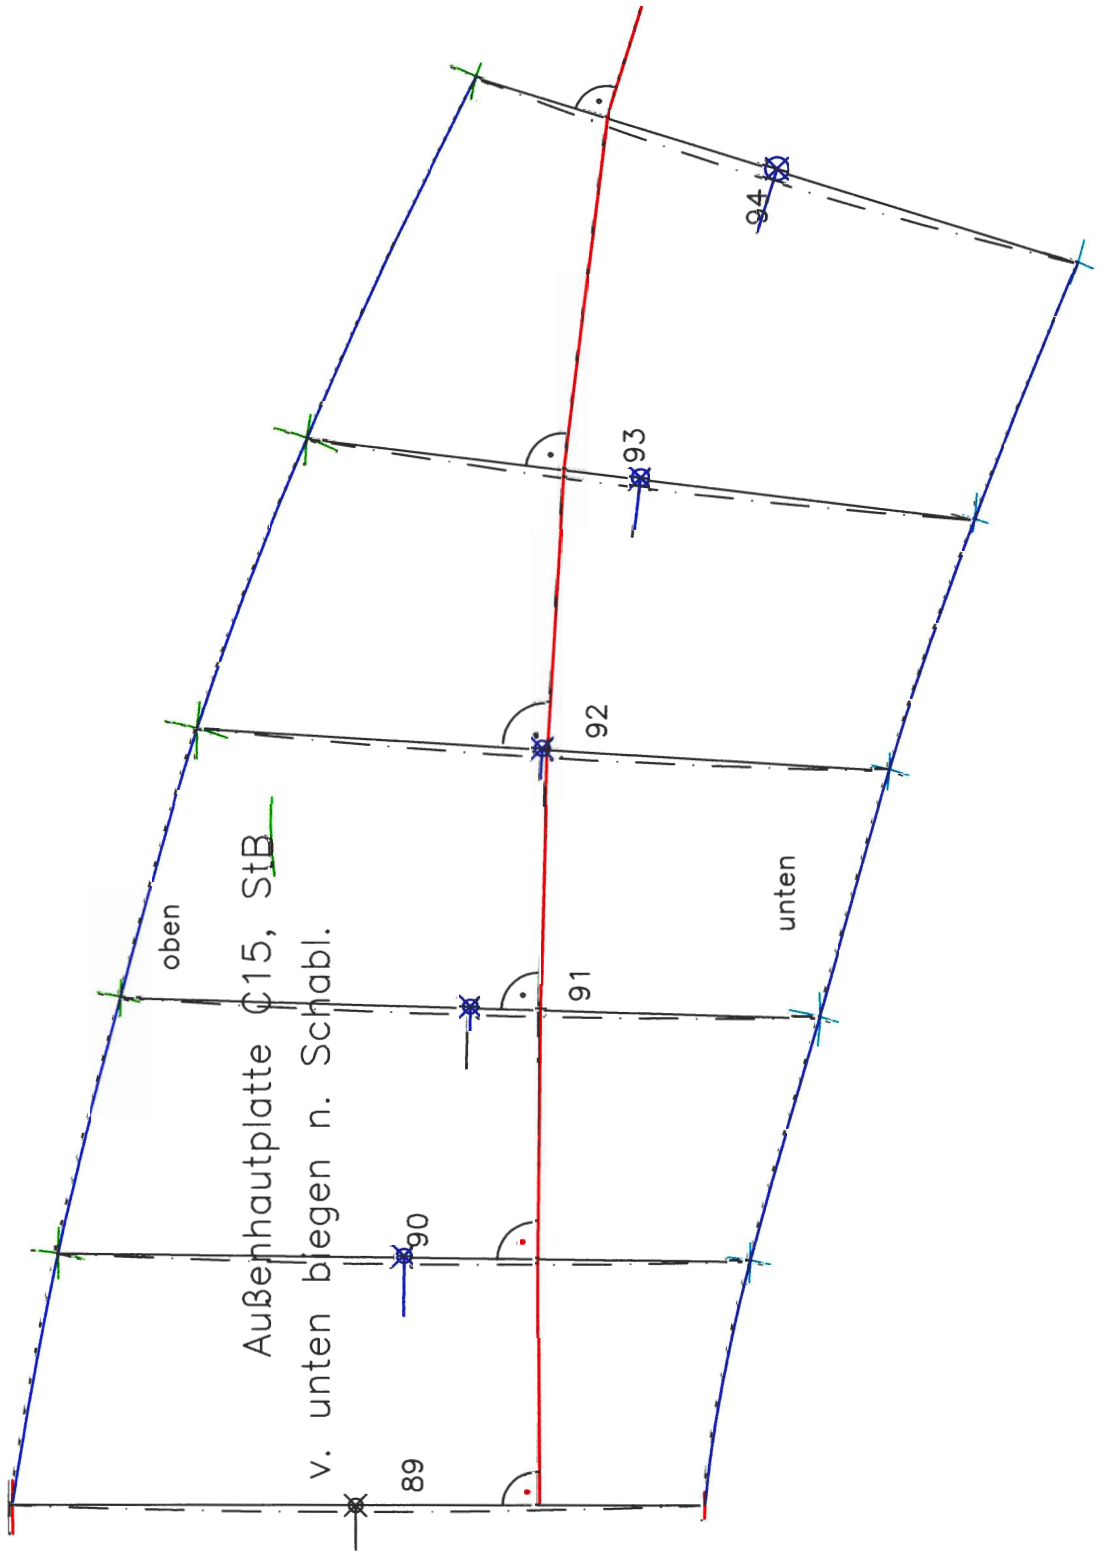 Außenhautplatte C15, StB
v. unten biegen n. Schabl.
oben
unten
89
90
91
92
93
94